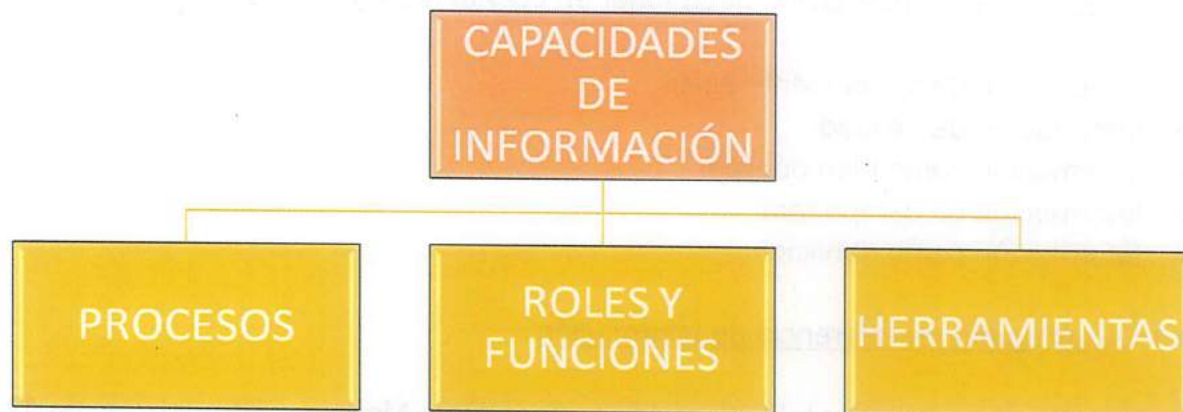 CAPACIDADES
DE
INFORMACIÓN
PROCESOS
ROLES Y
FUNCIONES
HERRAMIENTAS